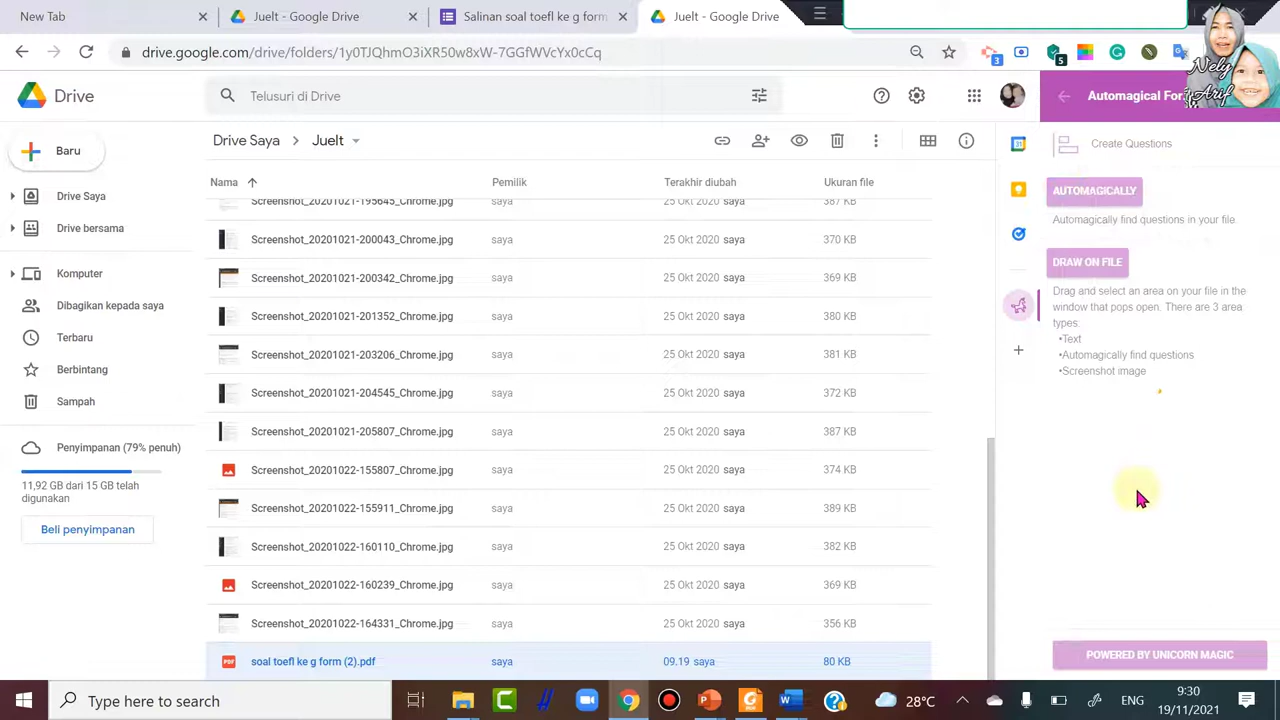 New Tab
Juelt - Google Drive
salinan soal toefl ke g form
Juelt - Google Drive
drive.google.com/drive/folders/
3
5
Nely
Arif
Drive
Telusuri Drive
Automagical For
Baru
Drive Saya
Juelt
Create Questions
Nama
Pemilik
Terakhir diubah
Ukuran file
AUTOMAGICALLY
Drive Saya
25 Okt 2020 saya
387 KB
Automagically find questions in your file
Drive bersama
Screenshot_20201021-200043_Chrome.jpg
saya
25 Okt 2020 saya
370 KB
DRAW ON FILE
Komputer
Screenshot_20201021-201151_Chrome.jpg
saya
25 Okt 2020 saya
369 KB
Drag and select an area on your file in the
window that pops open. There are 3 area
types.
•Text
•Automagically find questions
•Screenshot image
Dibagikan kepada saya
Screenshot_20201021-201352_Chrome.jpg
saya
25 Okt 2020 saya
380 KB
Terbaru
Screenshot_20201021-202206_Chrome.jpg
saya
25 Okt 2020 saya
381 KB
Berbintang
Screenshot_20201021-204545_Chrome.jpg
saya
25 Okt 2020 saya
372 KB
Sampah
Screenshot_20201021-205807_Chrome.jpg
saya
25 Okt 2020 saya
387 KB
Penyimpanan (79% penuh)
Screenshot_20201022-155807_Chrome.jpg
saya
25 Okt 2020 saya
374 KB
11,92 GB dari 15 GB telah
digunakan
Screenshot_20201022-155911_Chrome.jpg
saya
25 Okt 2020 saya
389 KB
Beli penyimpanan
Screenshot_20201022-160110_Chrome.jpg
saya
25 Okt 2020 saya
382 KB
Screenshot_20201022-160239_Chrome.jpg
saya
25 Okt 2020 saya
369 KB
Screenshot_20201022-164331_Chrome.jpg
saya
25 Okt 2020 saya
356 KB
PDF
soal toefl ke g form (2).pdf
saya
09.19 saya
80 KB
POWERED BY UNICORN MAGIC
Type here to search
28°C
ENG
9:30
19/11/2021